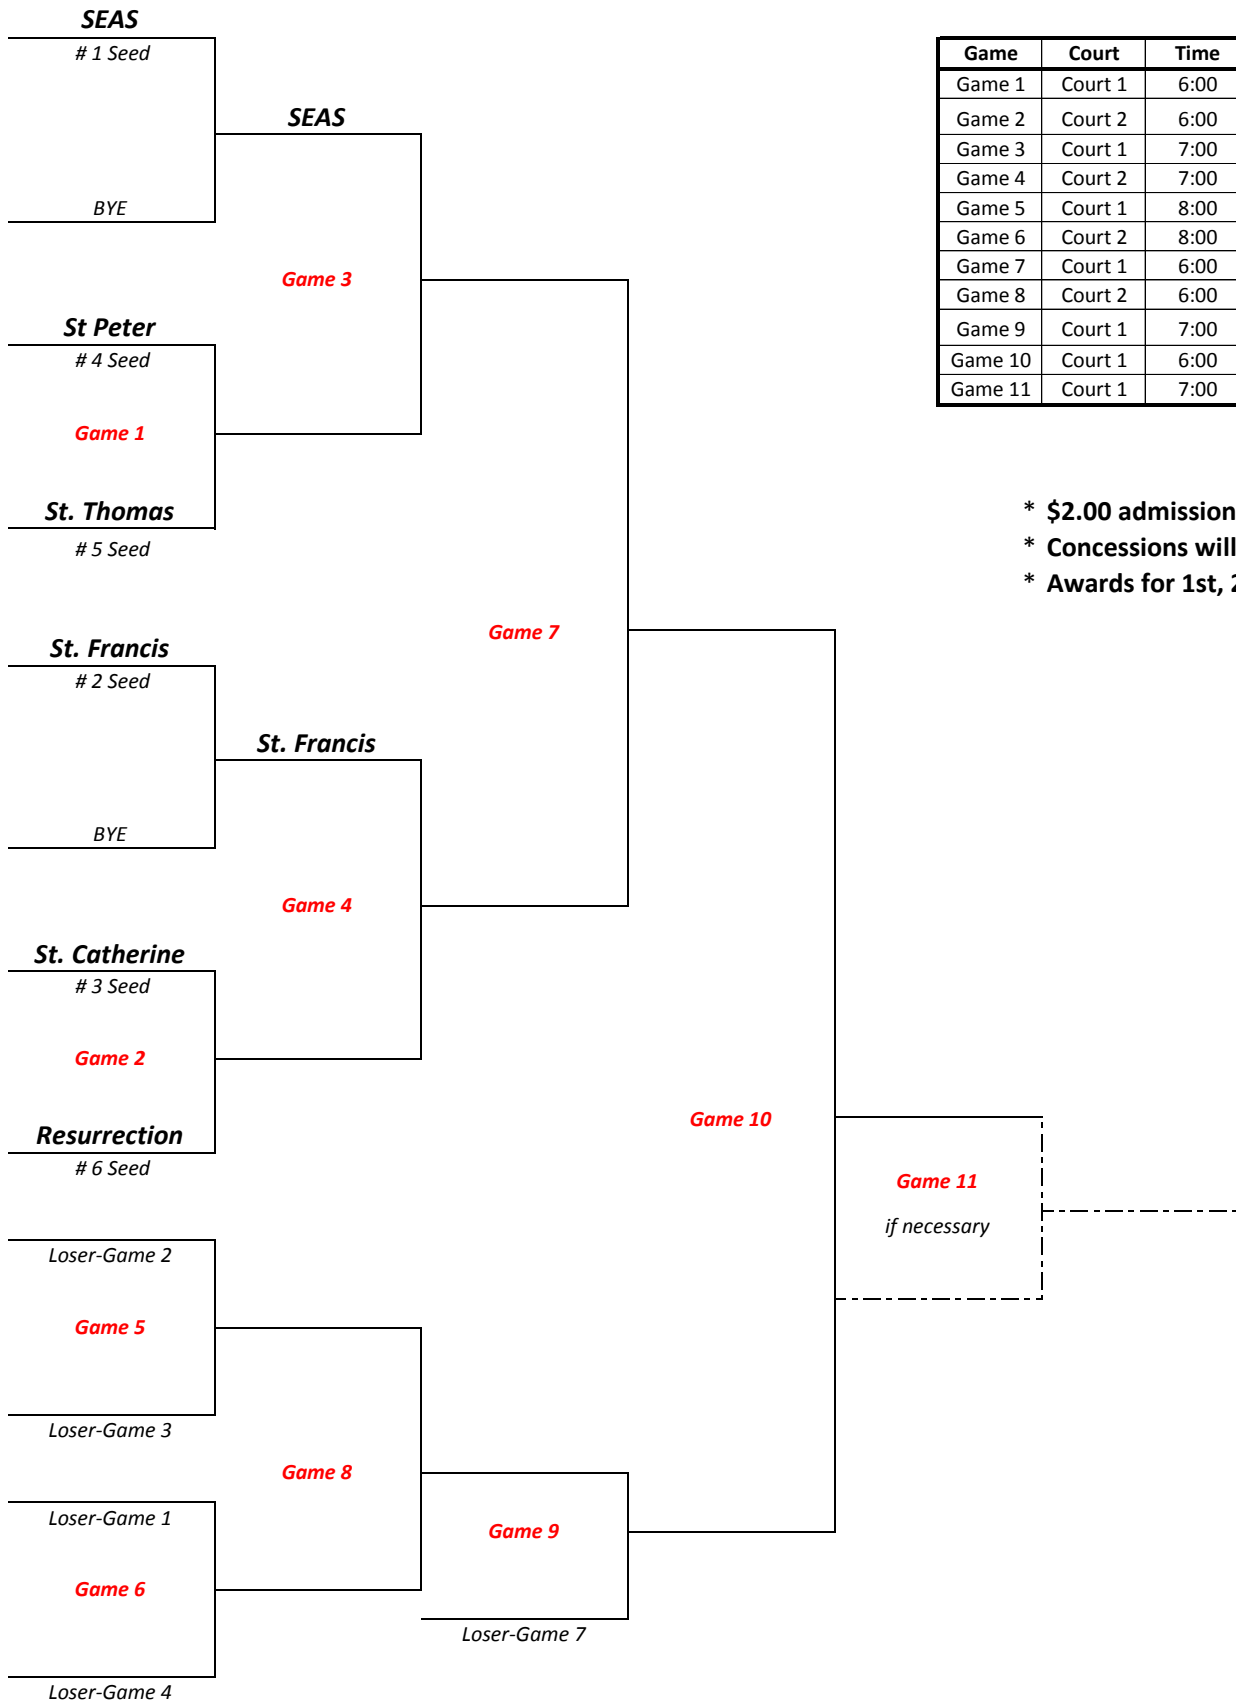 SEAS
# 1 Seed
SEAS
BYE
Game 3
St Peter
# 4 Seed
Game 1
St. Thomas
# 5 Seed
Game 7
St. Francis
# 2 Seed
St. Francis
BYE
Game 4
St. Catherine
# 3 Seed
Game 2
Resurrection
# 6 Seed
Game 10
Game 11
if necessary
Loser-Game 2
Game 5
Loser-Game 3
Game 8
Loser-Game 1
Game 9
Game 6
Loser-Game 7
Loser-Game 4
Game Court Time
Game 1 Court 1 6:00
Game 2 Court 2 6:00
Game 3 Court 1 7:00
Game 4 Court 2 7:00
Game 5 Court 1 8:00
Game 6 Court 2 8:00
Game 7 Court 1 6:00
Game 8 Court 2 6:00
Game 9 Court 1 7:00
Game 10 Court 1 6:00
Game 11 Court 1 7:00
* $2.00 admission
* Concessions will
* Awards for 1st, 2